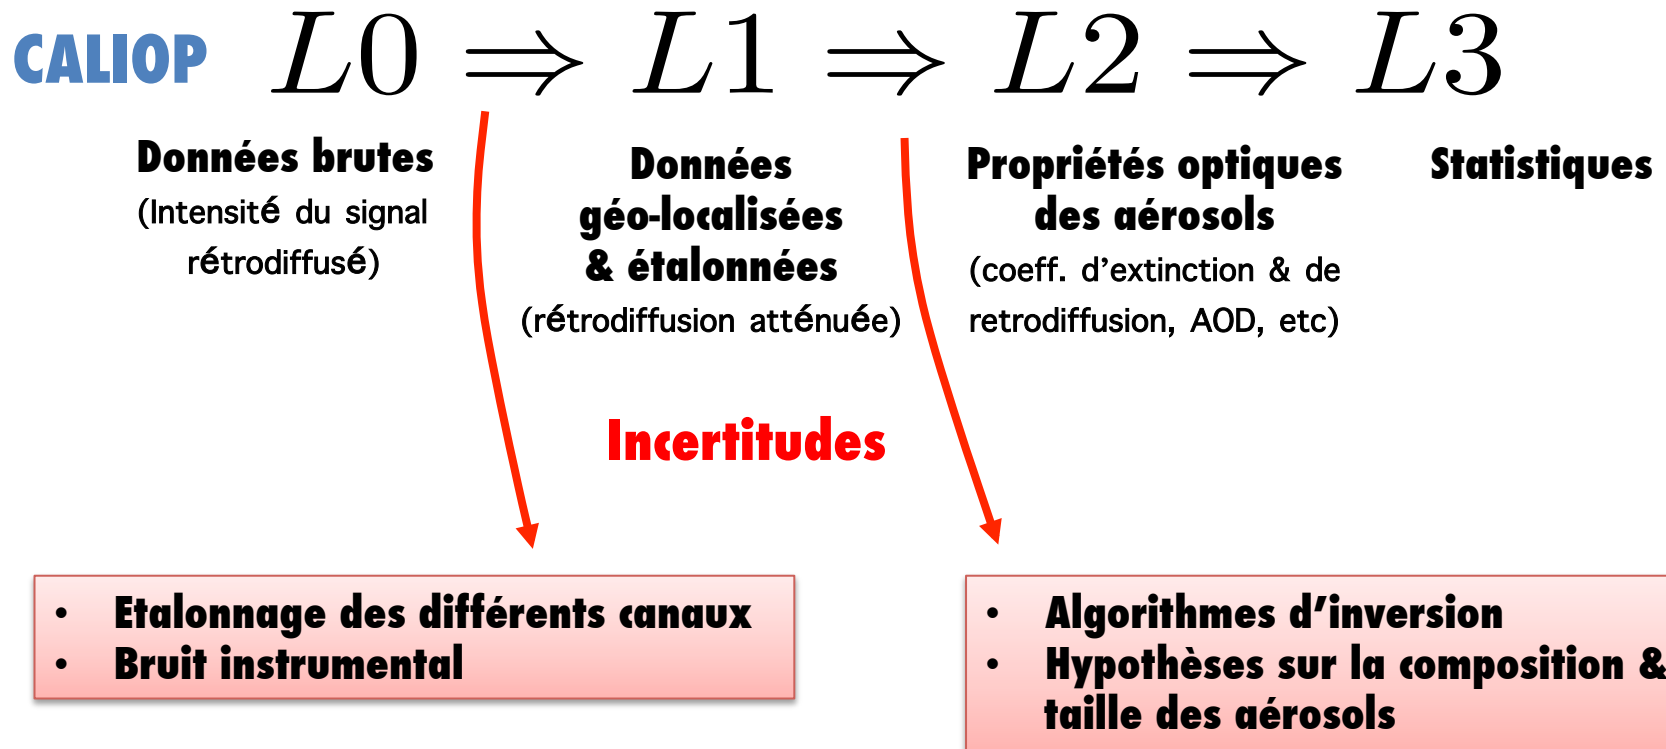 CALIOP L0 ⇒ L1 ⇒ L2 ⇒ L3
Données brutes
(Intensité du signal
rétrodiffusé)
Données
géo-localisées
& étalonnées
(rétrodiffusion atténuée)
Propriétés optiques
des aérosols
(coeff. d’extinction & de
retrodiffusion, AOD, etc)
Statistiques
Incertitudes
• Etalonnage des différents canaux
• Bruit instrumental
• Algorithmes d’inversion
• Hypothèses sur la composition &
taille des aérosols